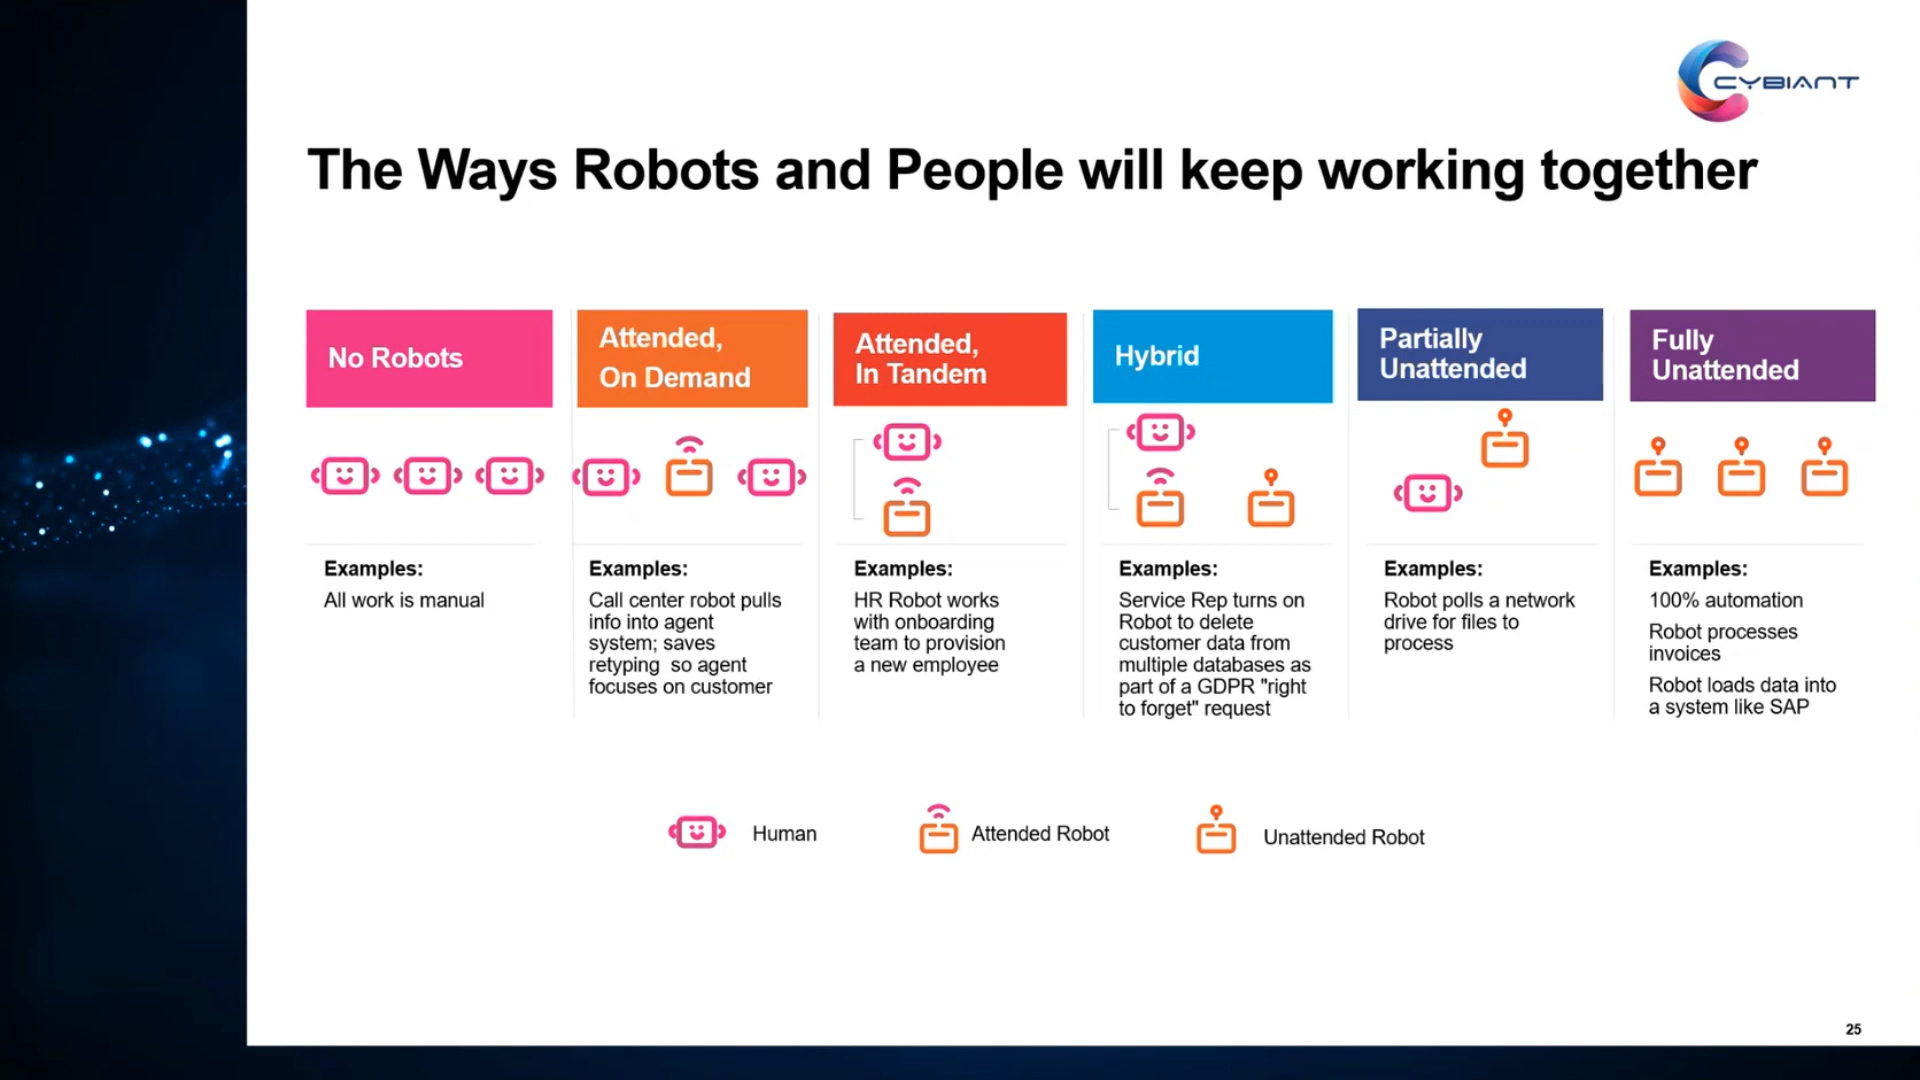 CYBIANT
The Ways Robots and People will keep working together
No Robots
Attended,
On Demand
Attended,
In Tandem
Hybrid
Partially
Unattended
Fully
Unattended
Examples:
All work is manual
Examples:
Call center robot pulls
info into agent
system; saves
retyping  so agent
focuses on customer
Examples:
HR Robot works
with onboarding
team to provision
a new employee
Examples:
Service Rep turns on
Robot to delete
customer data from
multiple databases as
part of a GDPR "right
to forget" request
Examples:
Robot polls a network
drive for files to
process
Examples:
100% automation
Robot processes
invoices
Robot loads data into
a system like SAP
Human
Attended Robot
Unattended Robot
25